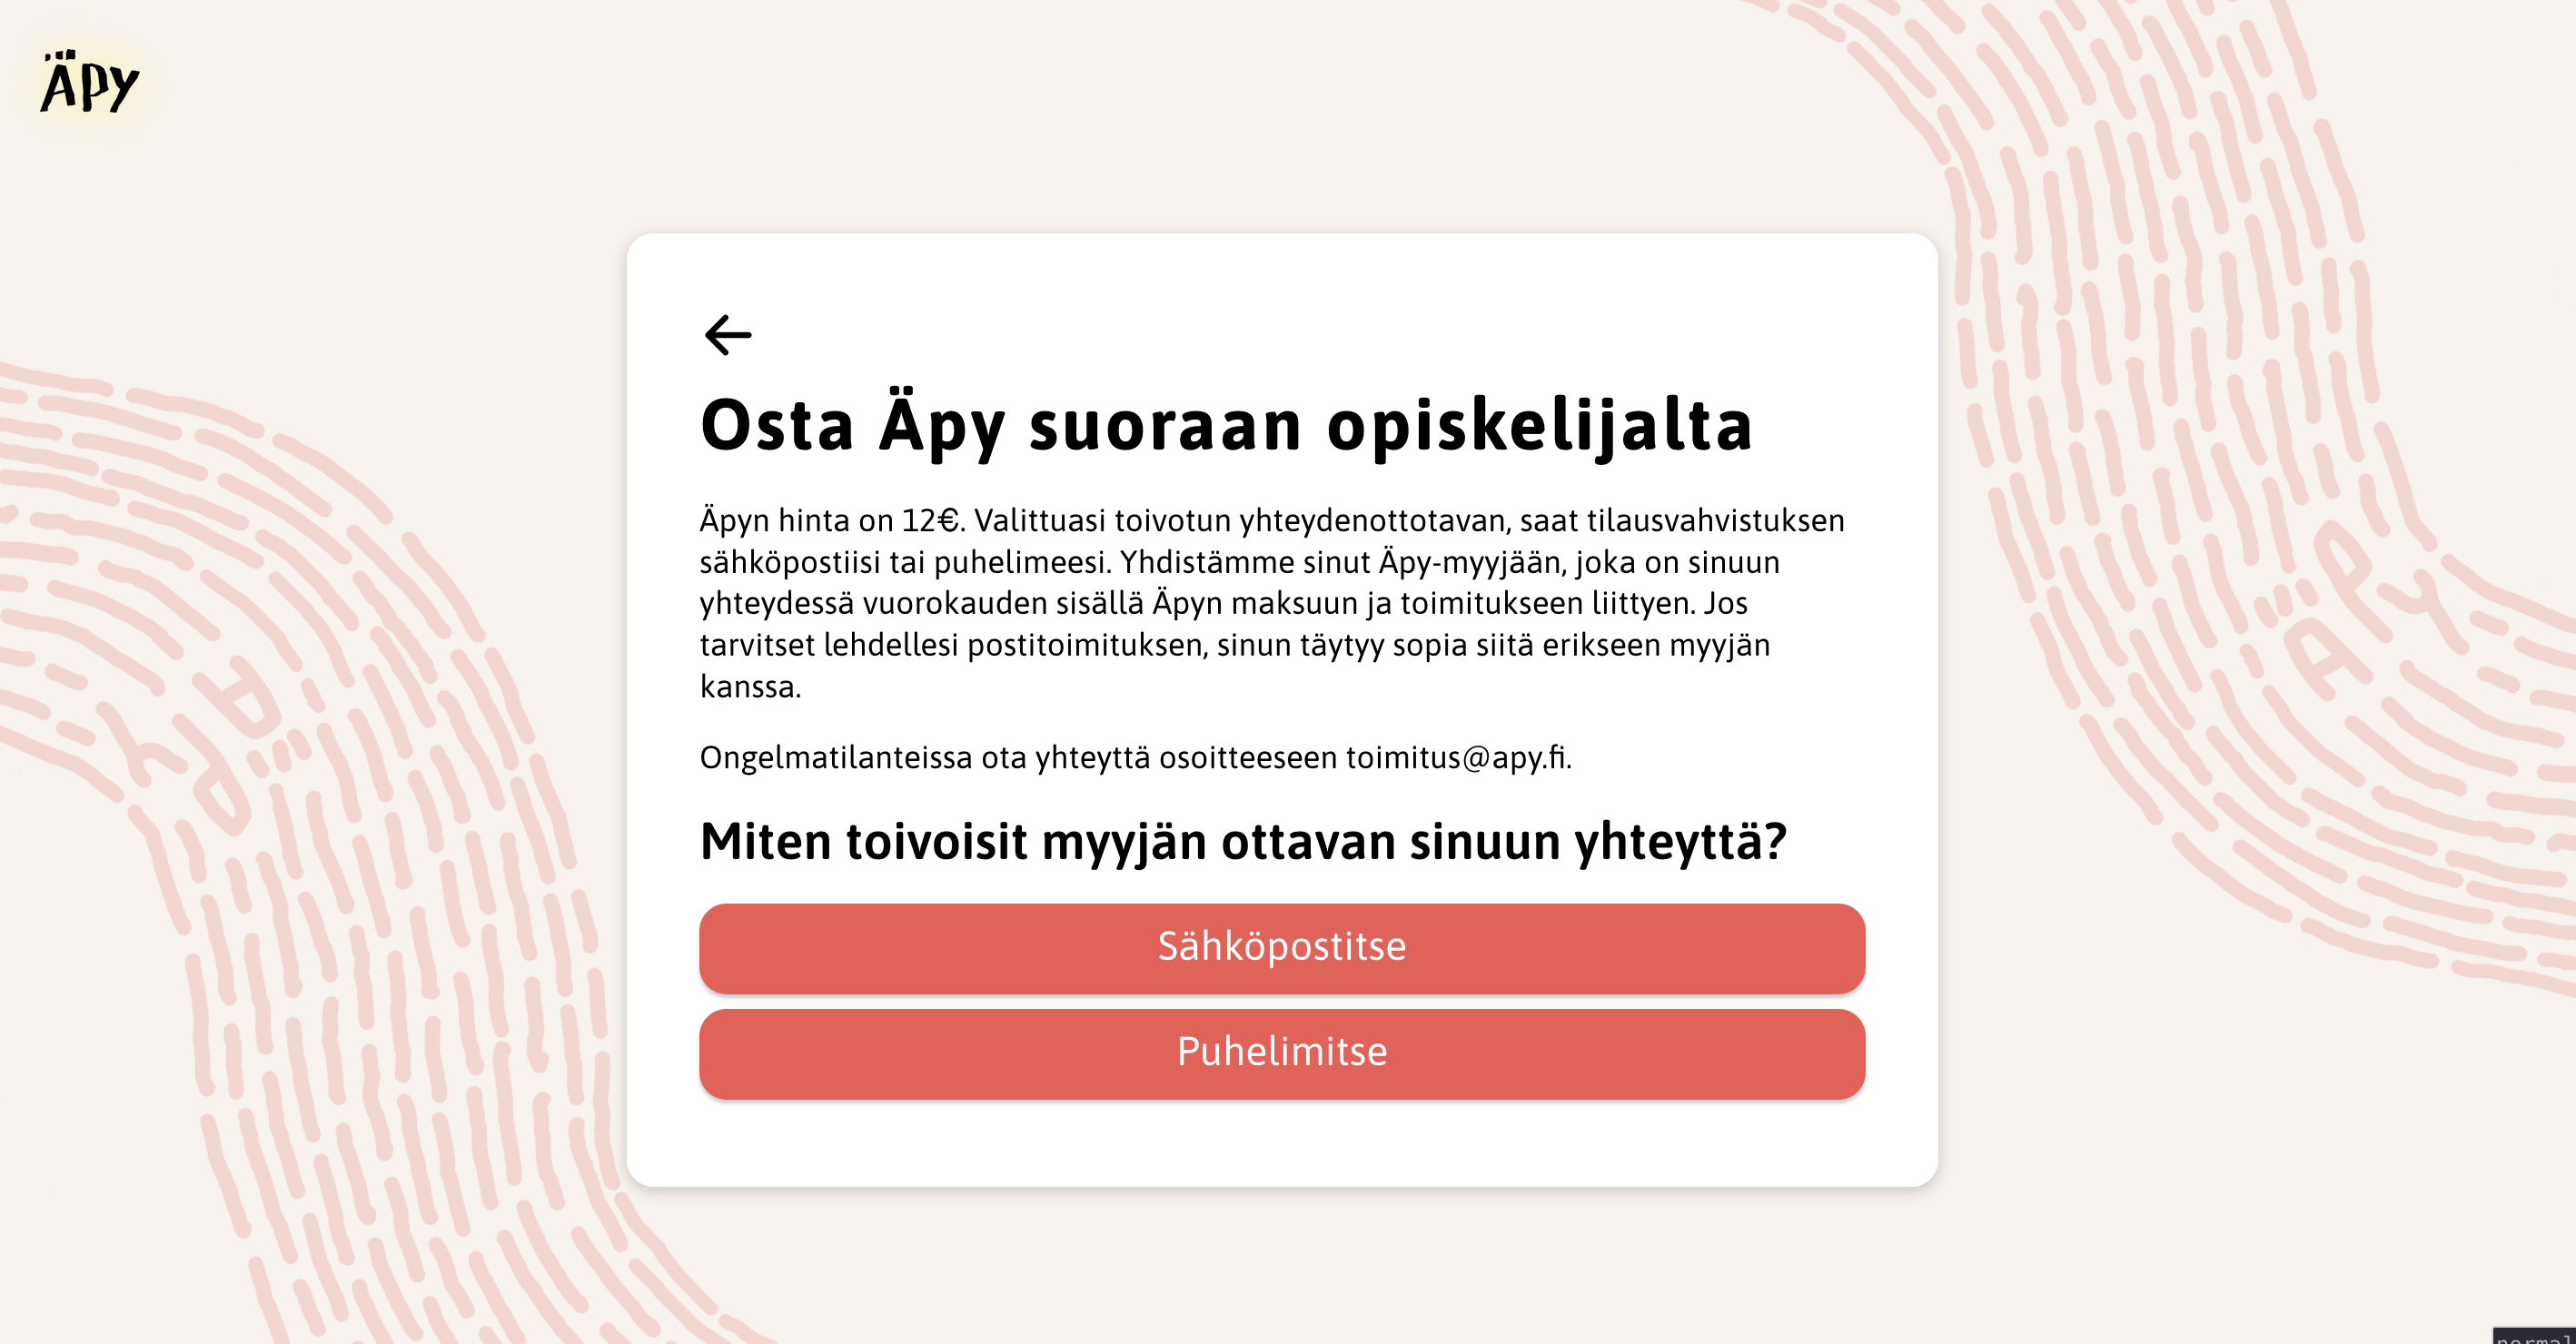 Äpy
Osta Äpy suoraan opiskelijalta
Äpyn hinta on 12€. Valittuasi toivotun yhteydenottotavan, saat tilausvahvistuksen
sähköpostiisi tai puhelimeesi. Yhdistämme sinut Äpy-myyjään, joka on sinuun
yhteydessä vuorokauden sisällä Äpyn maksuun ja toimitukseen liittyen. Jos
tarvitset lehdellesi postitoimituksen, sinun täytyy sopia siitä erikseen myyjän
kanssa.
Ongelmatilanteissa ota yhteyttä osoitteeseen toimitus@apy.fi.
Miten toivoisit myyjän ottavan sinuun yhteyttä?
Sähköpostitse
Puhelimitse
ÄPY
ÄPY
normal